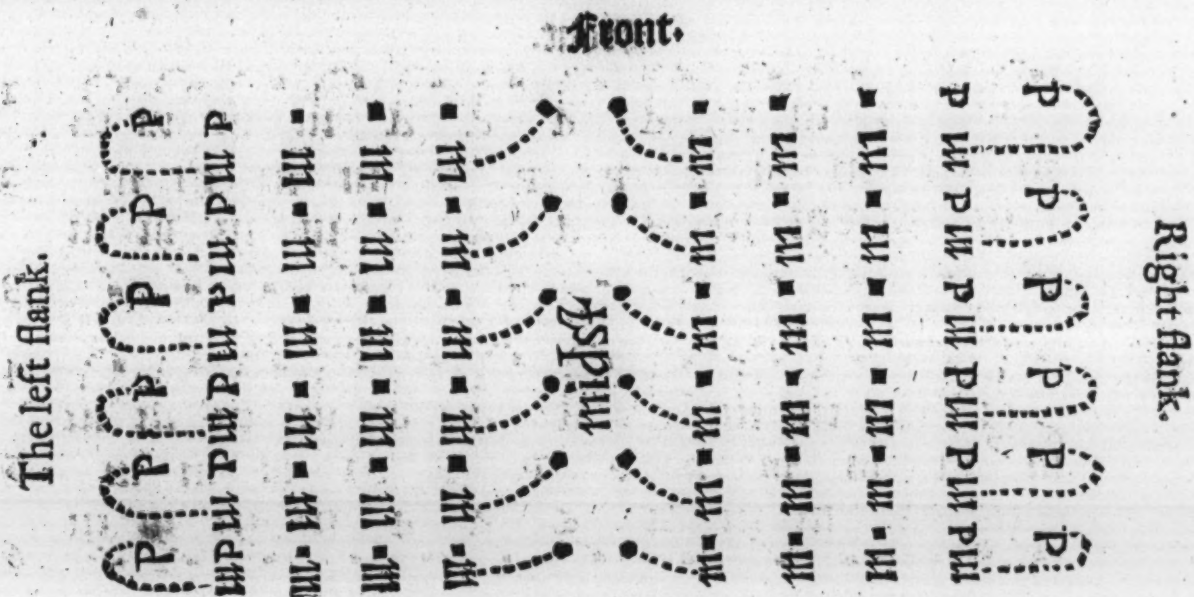 Front.
The left flank.
P P ▪ ▪ ▪ ● ● ▪ ▪ ▪ P P
m m m m m m m m
P P ▪ ▪ ▪ ● ● ▪ ▪ ▪ P P
m m m m m m m m
P P ▪ ▪ ▪ ● ● ▪ ▪ ▪ P P
m m m m m m m m
P P ▪ ▪ ▪ ● ● ▪ ▪ ▪ P P
m m m m m m m m
P P ▪ ▪ ▪ ● ● ▪ ▪ ▪ P P
m m m m m m m m
P P ▪ ▪ ▪ ● ● ▪ ▪ ▪ P P
m m m m m m m m
midſt
Right flank.